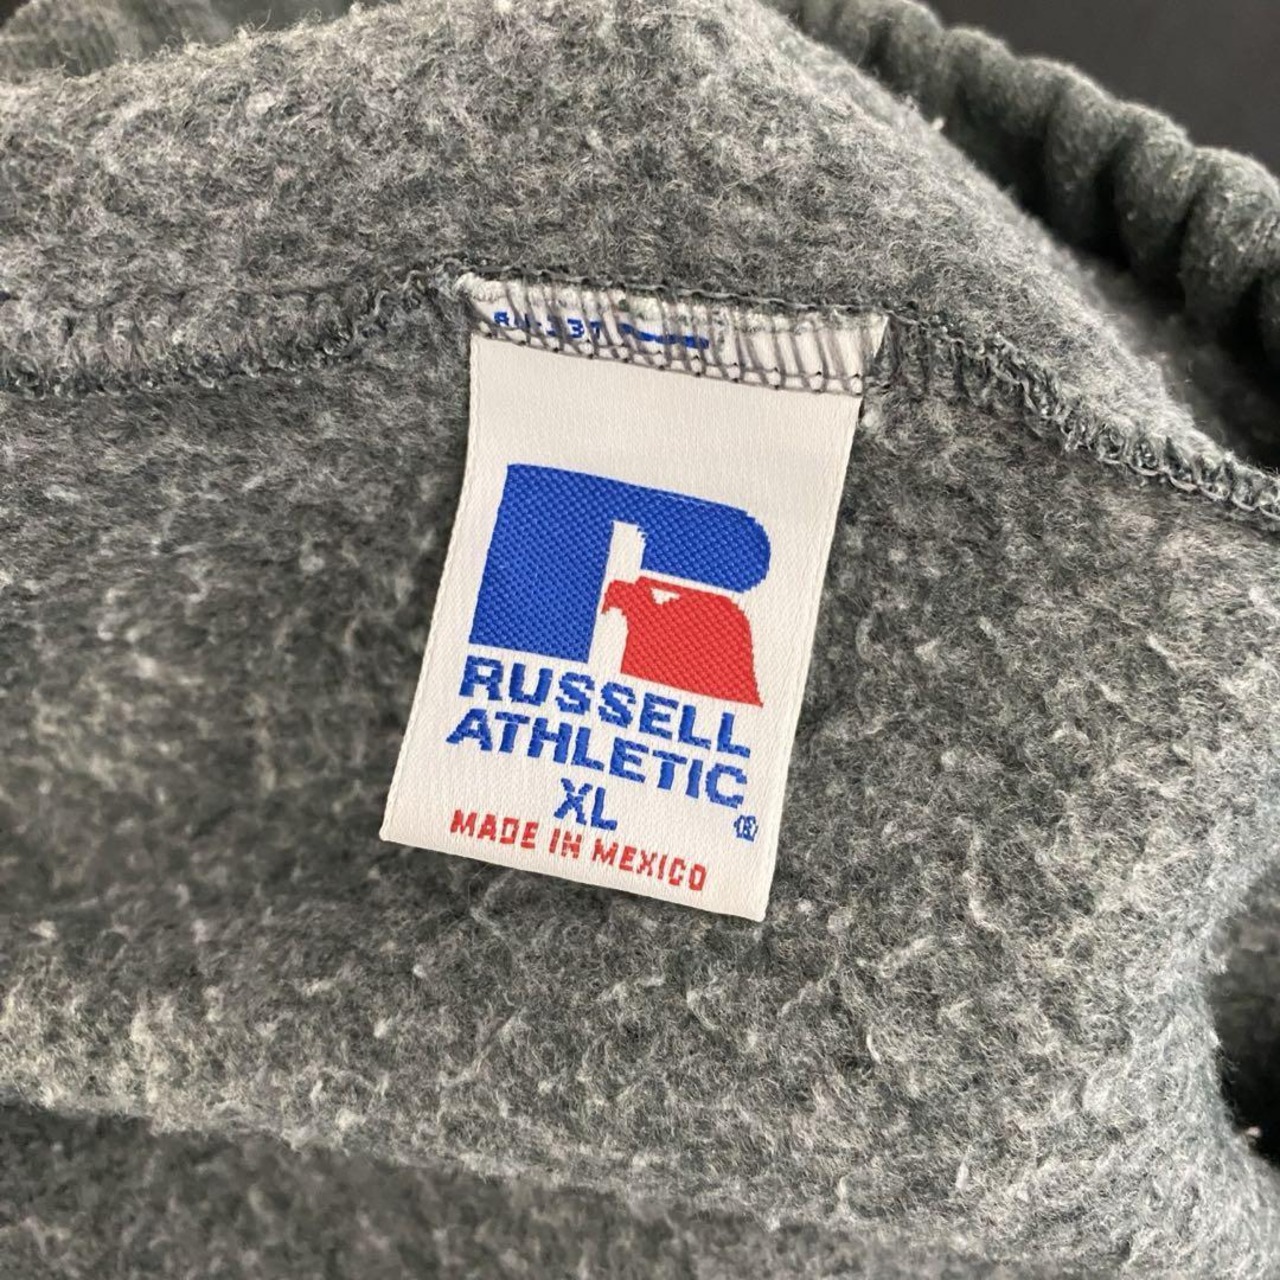 RUSSELL
ATHLETIC
XL
®
MADE IN MEXICO